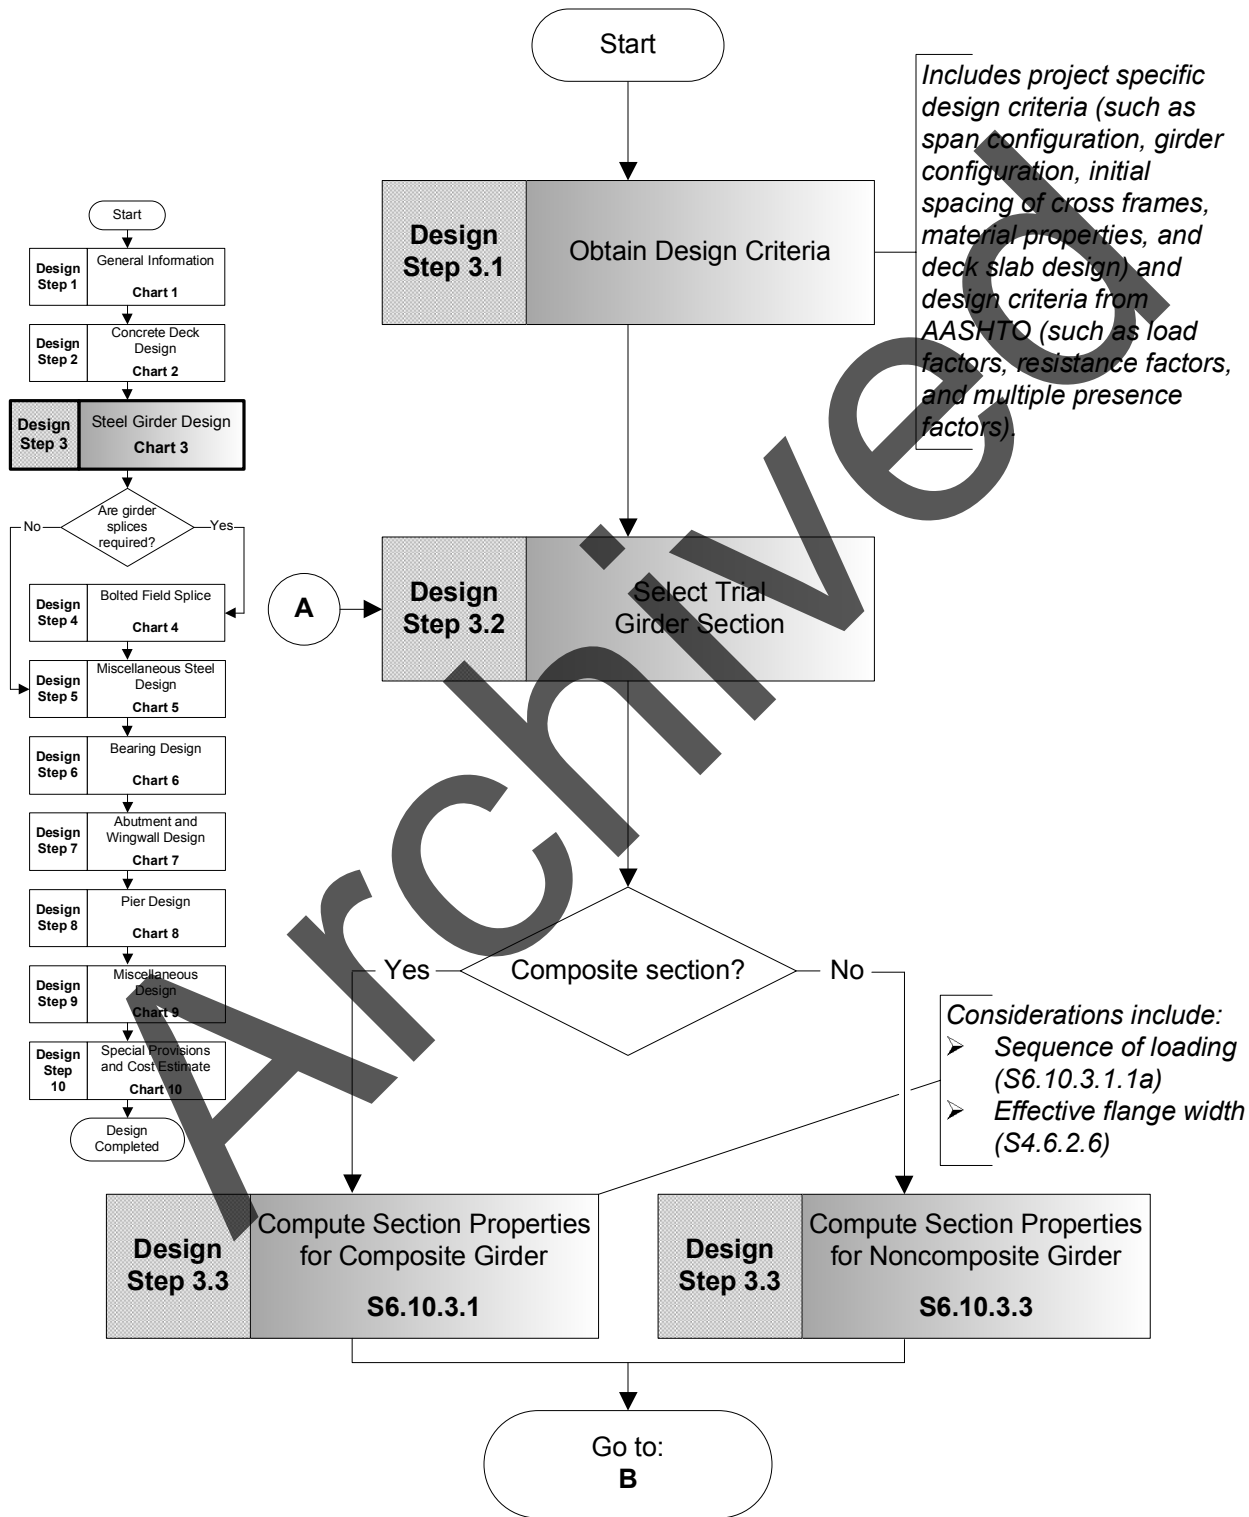 Start
General Information
Design
Step 1
Chart 1
Concrete Deck
Design
Design
Step 2
Chart 2
Steel Girder Design
Design
Step 3
Chart 3
Are girder
splices
required?
No
Yes
Bolted Field Splice
Design
Step 4
Chart 4
Miscellaneous Steel
Design
Design
Step 5
Chart 5
Bearing Design
Design
Step 6
Chart 6
Abutment and
Wingwall Design
Design
Step 7
Chart 7
Pier Design
Design
Step 8
Chart 8
Miscellaneous
Design
Design
Step 9
Chart 9
Special Provisions
and Cost Estimate
Design
Step
10
Chart 10
Design
Completed
Start
Design
Step 3.1
Obtain Design Criteria
Includes project specific
design criteria (such as
span configuration, girder
configuration, initial
spacing of cross frames,
material properties, and
deck slab design) and
design criteria from
AASHTO (such as load
factors, resistance factors,
and multiple presence
factors).
A
Design
Step 3.2
Select Trial
Girder Section
Composite section?
Yes
No
Considerations include:
➢ Sequence of loading
(S6.10.3.1.1a)
➢ Effective flange width
(S4.6.2.6)
Design
Step 3.3
Compute Section Properties
for Composite Girder
S6.10.3.1
Design
Step 3.3
Compute Section Properties
for Noncomposite Girder
S6.10.3.3
Go to:
B
Archived